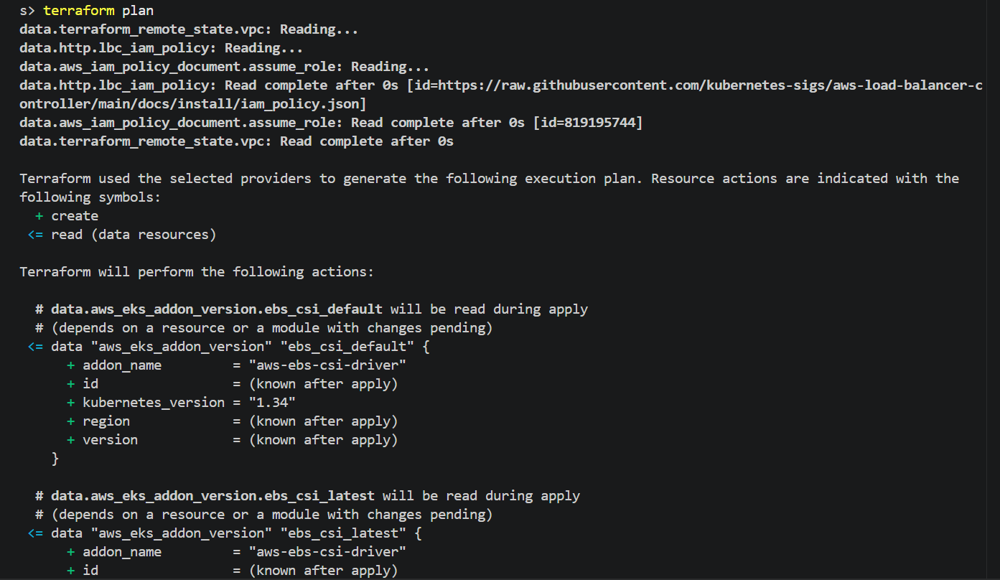 s> terraform plan
data.terraform_remote_state.vpc: Reading...
data.http.lbc_iam_policy: Reading...
data.aws_iam_policy_document.assume_role: Reading...
data.http.lbc_iam_policy: Read complete after 0s [id=https://raw.githubusercontent.com/kubernetes-sigs/aws-load-balancer-c
ontroller/main/docs/install/iam_policy.json]
data.aws_iam_policy_document.assume_role: Read complete after 0s [id=819195744]
data.terraform_remote_state.vpc: Read complete after 0s

Terraform used the selected providers to generate the following execution plan. Resource actions are indicated with the
following symbols:
  + create
 <= read (data resources)

Terraform will perform the following actions:

  # data.aws_eks_addon_version.ebs_csi_default will be read during apply
  # (depends on a resource or a module with changes pending)
 <= data "aws_eks_addon_version" "ebs_csi_default" {
      + addon_name         = "aws-ebs-csi-driver"
      + id                 = (known after apply)
      + kubernetes_version = "1.34"
      + region             = (known after apply)
      + version            = (known after apply)
    }

  # data.aws_eks_addon_version.ebs_csi_latest will be read during apply
  # (depends on a resource or a module with changes pending)
 <= data "aws_eks_addon_version" "ebs_csi_latest" {
      + addon_name         = "aws-ebs-csi-driver"
      + id                 = (known after apply)